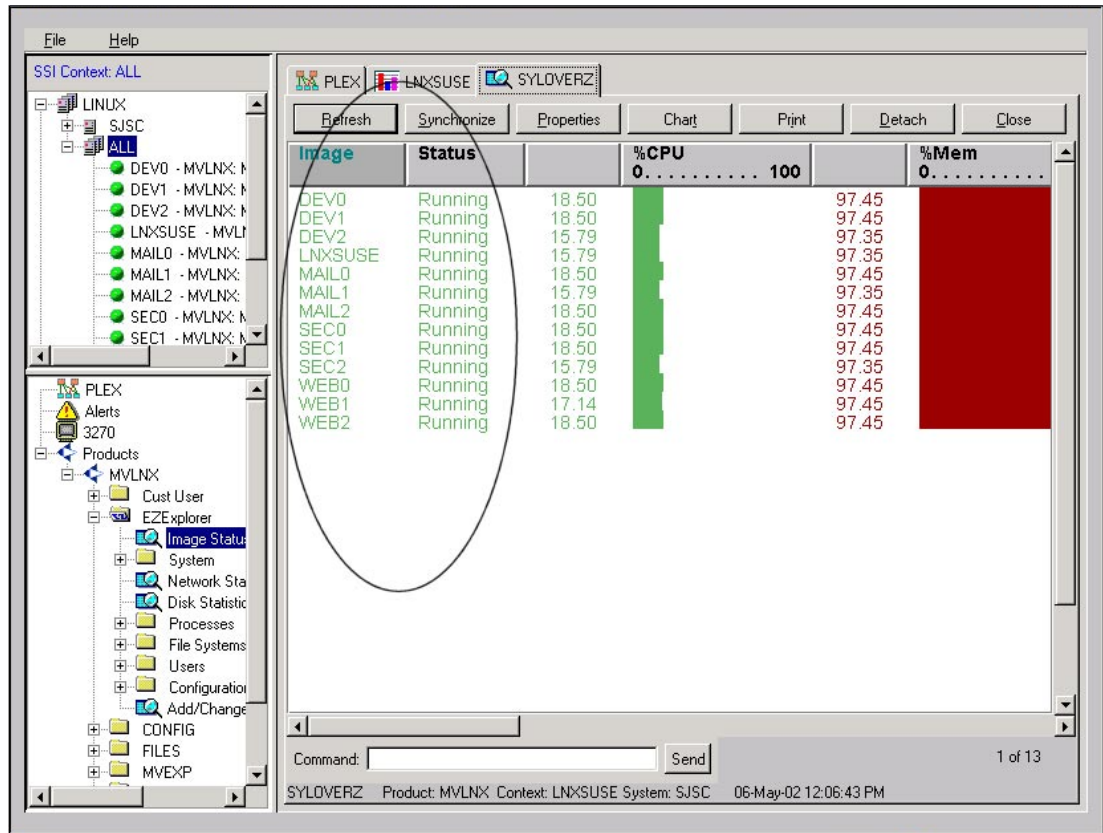 File Help
SSI Context: ALL
LINUX
SJSC
ALL
DEV0 - MVLNX: M
DEV1 - MVLNX: M
DEV2 - MVLNX: M
LNXSUSE - MVLN
MAIL0 - MVLNX:
MAIL1 - MVLNX:
MAIL2 - MVLNX:
SEC0 - MVLNX: M
SEC1 - MVLNX: M
PLEX
Alerts
3270
Products
MVLNX
Cust User
EZExplorer
Image Statu
System
Network Sta
Disk Statistic
Processes
File Systems
Users
Configuration
Add/Change
CONFIG
FILES
MVEXP
PLEX LNXSUSE SYLOVERZ
Refresh Synchronize Properties Chart Print Detach Close
Image Status %CPU %Mem
0. . . . . . . . . . 100 0. . . . . . . . . .
DEV0 Running 18.50 97.45
DEV1 Running 18.50 97.45
DEV2 Running 15.79 97.35
LNXSUSE Running 15.79 97.35
MAIL0 Running 18.50 97.45
MAIL1 Running 15.79 97.35
MAIL2 Running 18.50 97.45
SEC0 Running 18.50 97.45
SEC1 Running 18.50 97.45
SEC2 Running 15.79 97.35
WEB0 Running 18.50 97.45
WEB1 Running 17.14 97.45
WEB2 Running 18.50 97.45
Command: Send 1 of 13
SYLOVERZ Product: MVLNX Context: LNXSUSE System: SJSC 06-May-02 12:06:43 PM